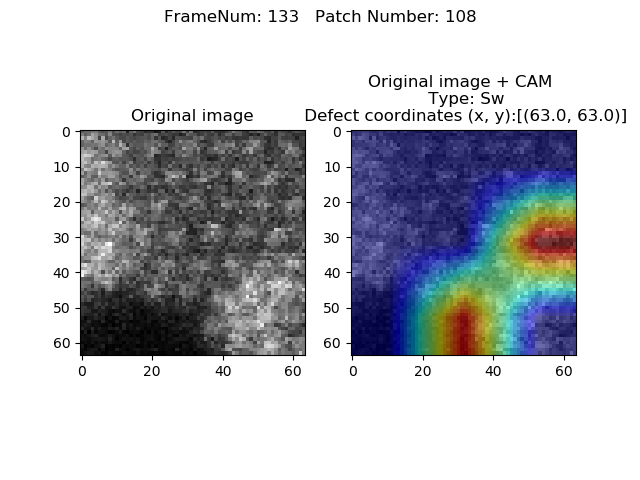 FrameNum: 133   Patch Number: 108
Original image
Original image + CAM
Type: Sw
Defect coordinates (x, y):[(63.0, 63.0)]
0
10
20
30
40
50
60
0 20 40 60
0
10
20
30
40
50
60
0 20 40 60